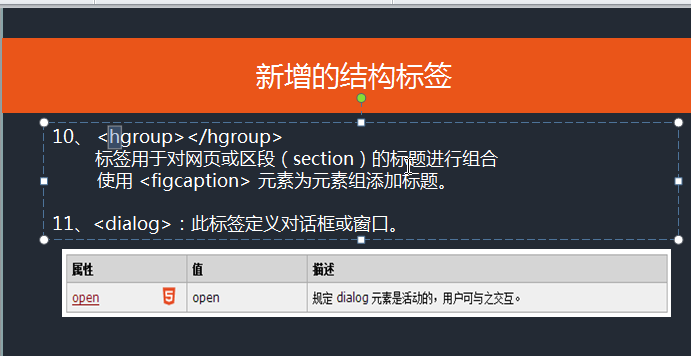 新增的结构标签
10、 <hgroup></hgroup>
标签用于对网页或区段（section）的标题进行组合
使用 <figcaption> 元素为元素组添加标题。
11、<dialog>：此标签定义对话框或窗口。
属性 值 描述
open 5 open 规定 dialog 元素是活动的，用户可与之交互。